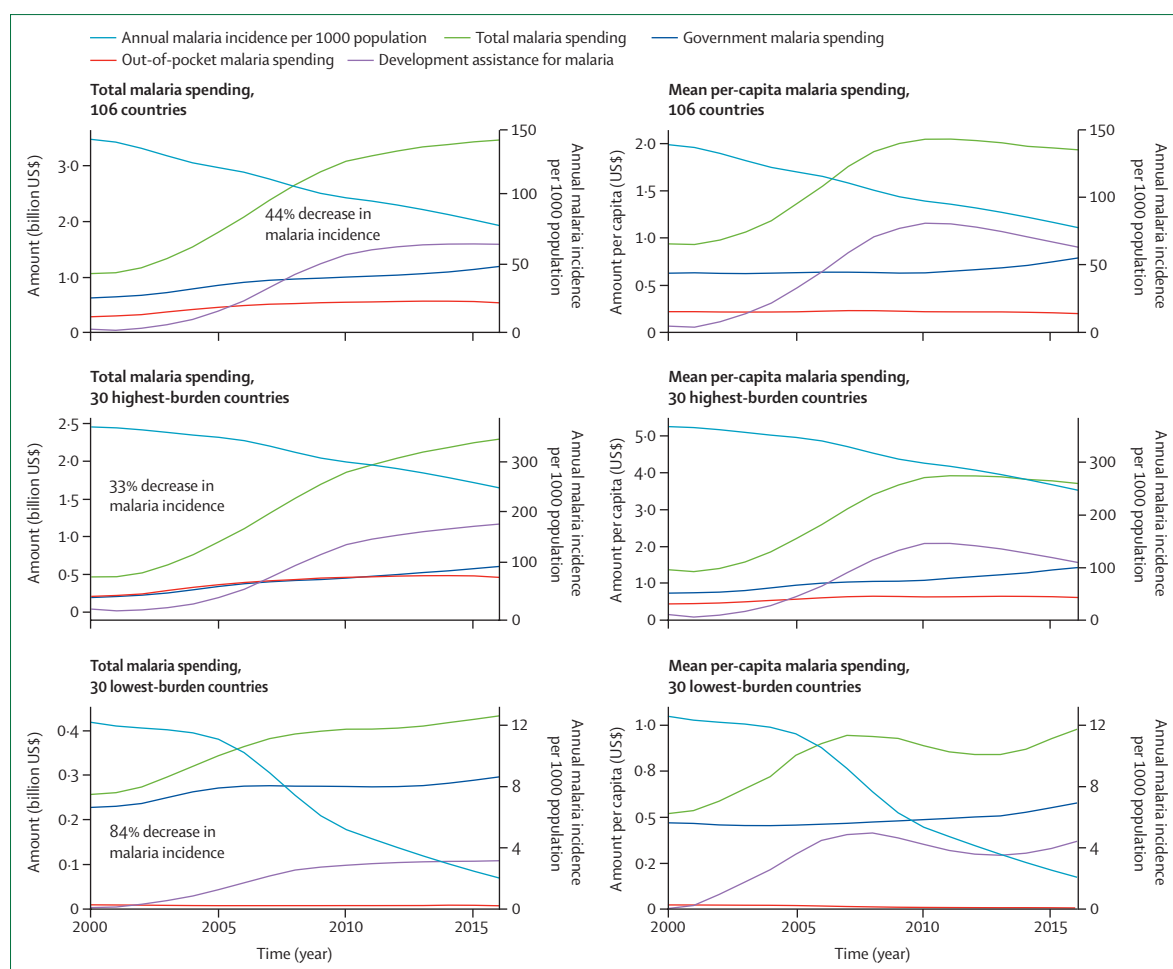 Annual malaria incidence per 1000 population Total malaria spending Government malaria spending
Out-of-pocket malaria spending Development assistance for malaria
Total malaria spending,
106 countries
Amount (billion US$)
3·0
2·0
1·0
0
150
100
50
0
Annual malaria incidence
per 1000 population
44% decrease in
malaria incidence
Mean per-capita malaria spending,
106 countries
Amount per capita (US$)
2·0
1·5
1·0
0·5
0
150
100
50
0
Annual malaria incidence
per 1000 population
Total malaria spending,
30 highest-burden countries
Amount (billion US$)
2·5
2·0
1·5
1·0
0·5
0
300
200
100
0
Annual malaria incidence
per 1000 population
33% decrease in
malaria incidence
Mean per-capita malaria spending,
30 highest-burden countries
Amount per capita (US$)
5·0
4·0
3·0
2·0
1·0
0
300
200
100
0
Annual malaria incidence
per 1000 population
Total malaria spending,
30 lowest-burden countries
Amount (billion US$)
0·4
0·3
0·2
0·1
0
12
8
4
0
Annual malaria incidence
per 1000 population
84% decrease in
malaria incidence
2000 2005 2010 2015
Time (year)
Mean per-capita malaria spending,
30 lowest-burden countries
Amount per capita (US$)
1·0
0·8
0·5
0·2
0
12
8
4
0
Annual malaria incidence
per 1000 population
2000 2005 2010 2015
Time (year)